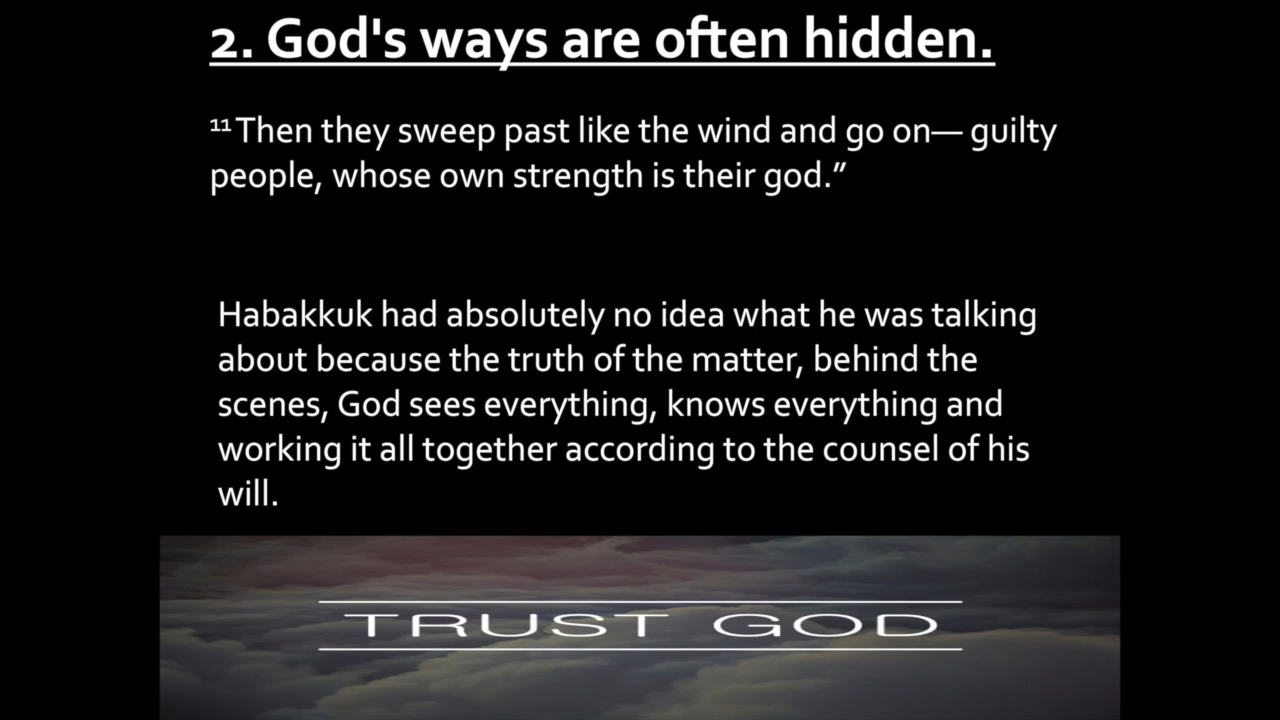 2. God's ways are often hidden.
¹¹ Then they sweep past like the wind and go on— guilty
people, whose own strength is their god.”
Habakkuk had absolutely no idea what he was talking
about because the truth of the matter, behind the
scenes, God sees everything, knows everything and
working it all together according to the counsel of his
will.
TRUST GOD